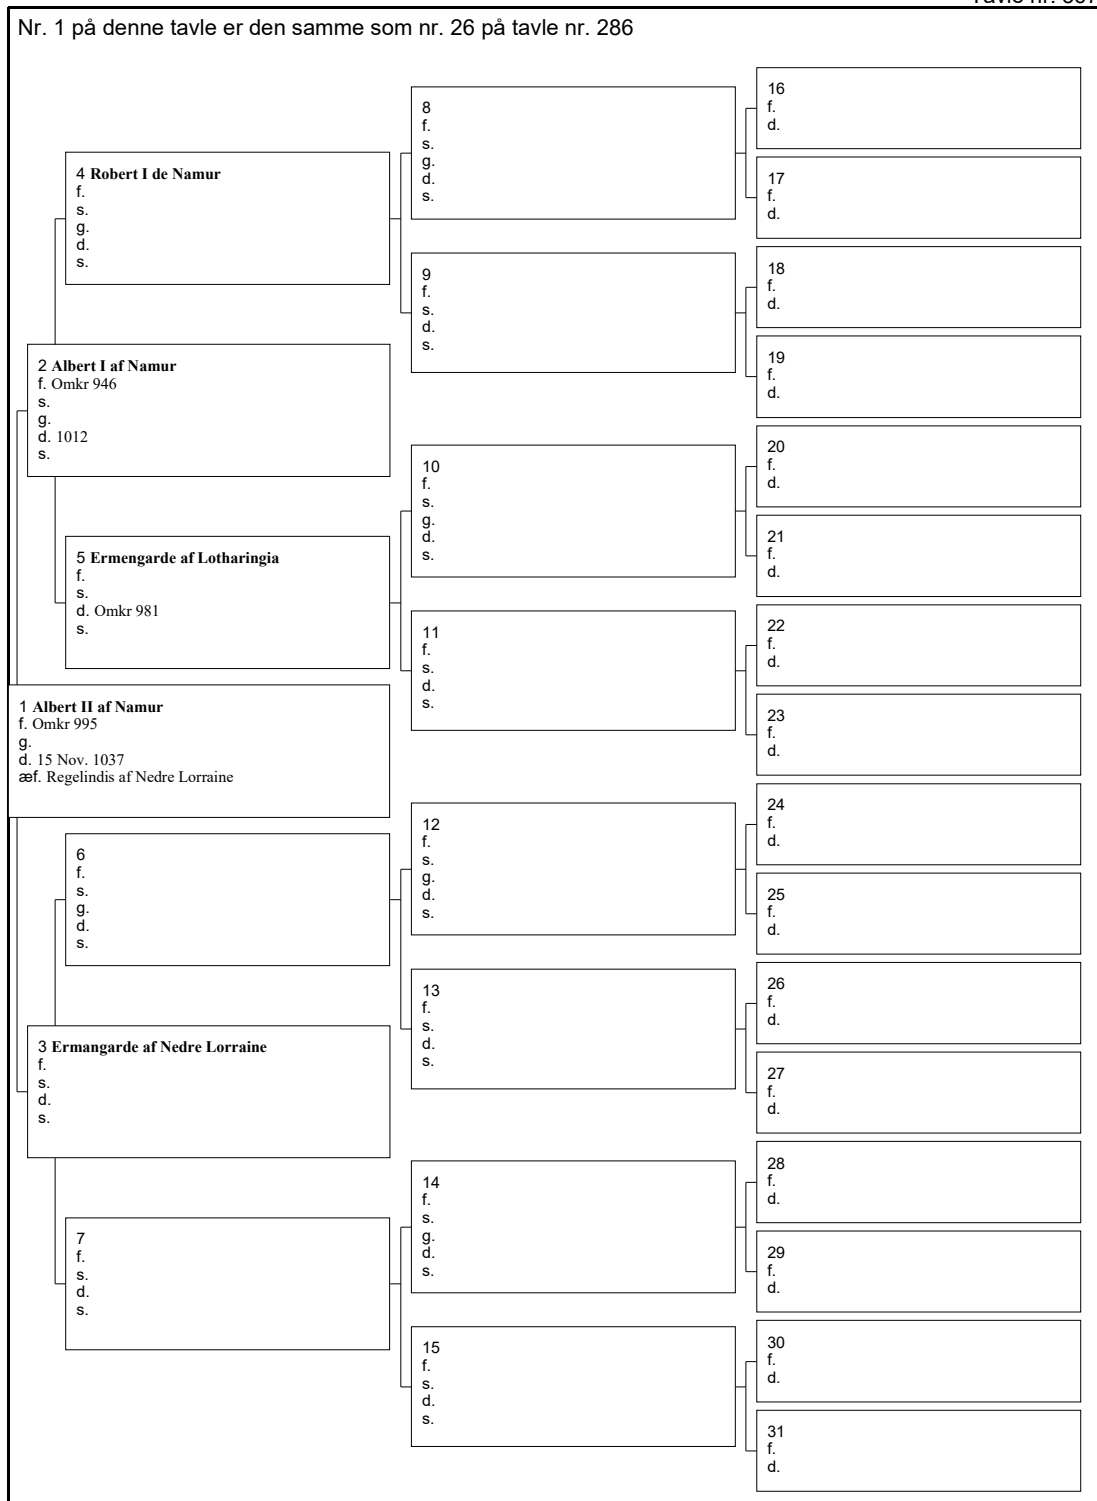 Nr. 1 på denne tavle er den samme som nr. 26 på tavle nr. 286
16
f.
d.
8
f.
s.
g.
d.
s.
4 Robert I de Namur
f.
s.
g.
d.
s.
17
f.
d.
18
f.
d.
9
f.
s.
d.
s.
19
f.
d.
2 Albert I af Namur
f. Omkr 946
s.
g.
d. 1012
s.
20
f.
d.
10
f.
s.
g.
d.
s.
21
f.
d.
5 Ermengarde af Lotharingia
f.
s.
d. Omkr 981
s.
22
f.
d.
11
f.
s.
d.
s.
23
f.
d.
1 Albert II af Namur
f. Omkr 995
g.
d. 15 Nov. 1037
æf. Regelindis af Nedre Lorraine
24
f.
d.
12
f.
s.
g.
d.
s.
6
f.
s.
g.
d.
s.
25
f.
d.
26
f.
d.
13
f.
s.
d.
s.
3 Ermangarde af Nedre Lorraine
f.
s.
d.
s.
27
f.
d.
28
f.
d.
14
f.
s.
g.
d.
s.
7
f.
s.
d.
s.
29
f.
d.
30
f.
d.
15
f.
s.
d.
s.
31
f.
d.